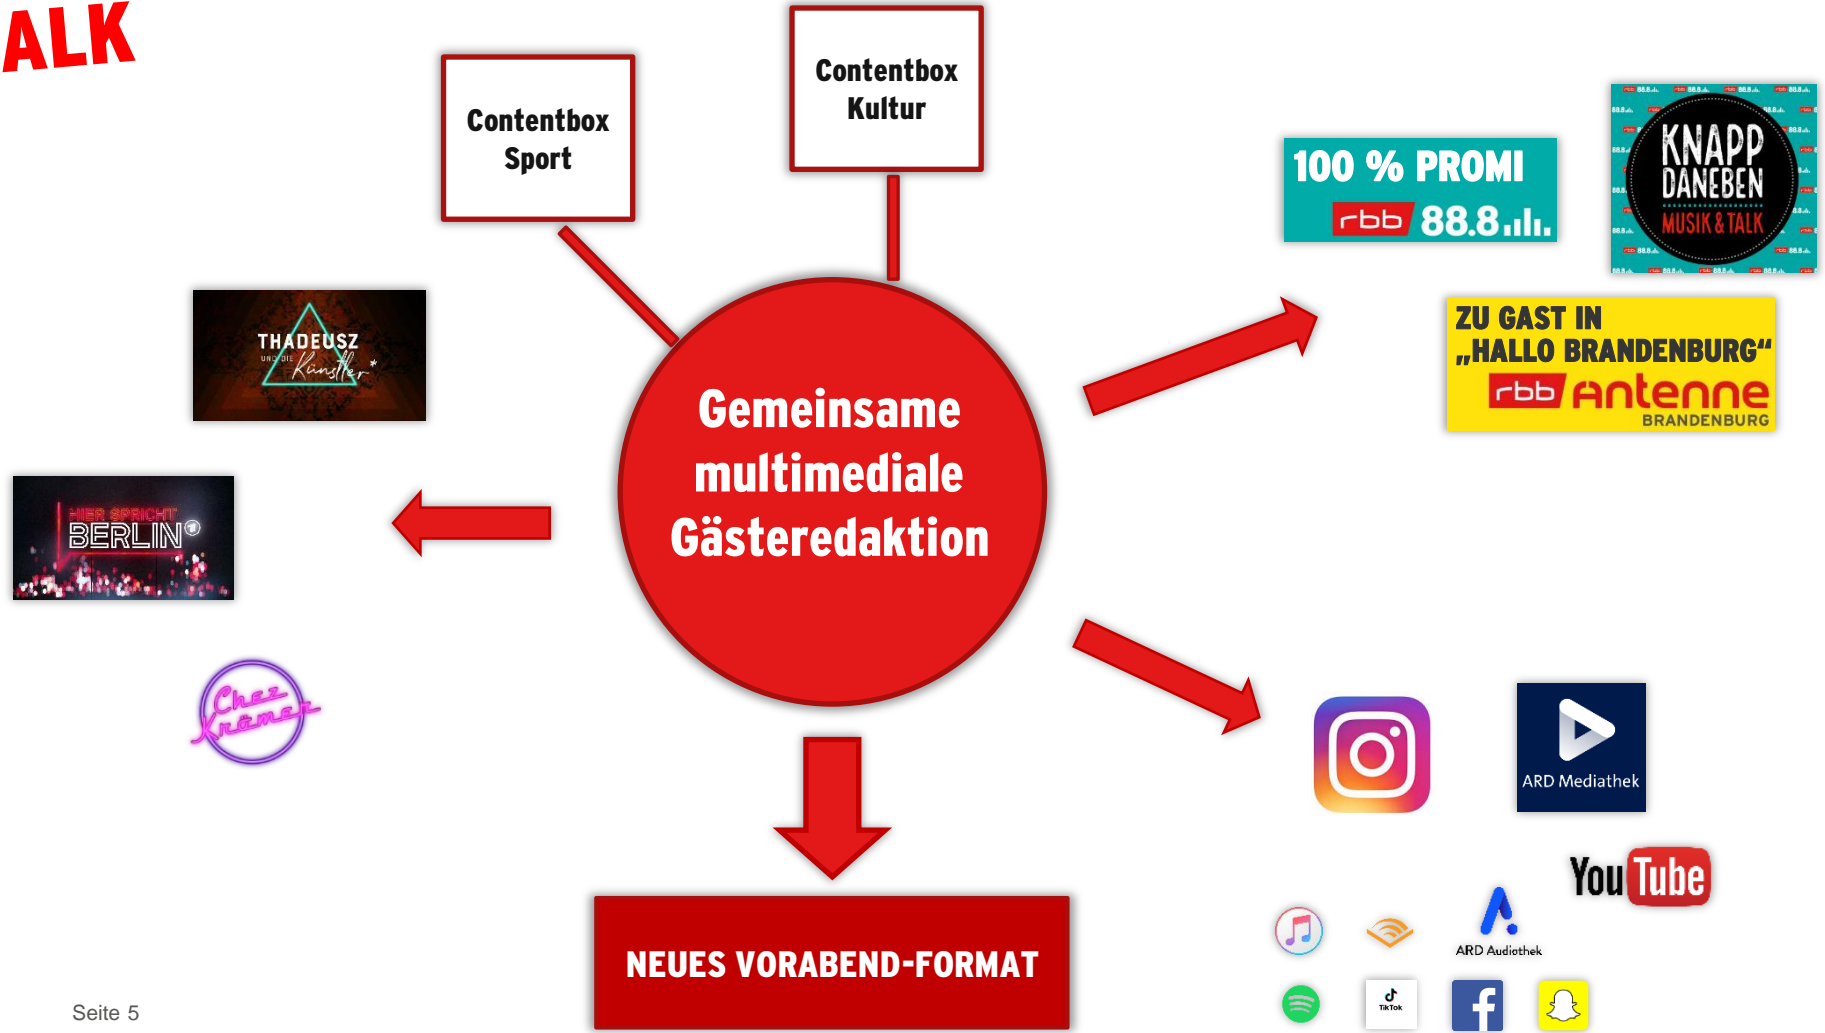 ALK
Contentbox
Sport
Contentbox
Kultur
100 % PROMI
rbb 88.8
KNAPP
DANEBEN
MUSIK & TALK
THADEUSZ
UND DIE
Künstler*
ZU GAST IN
„HALLO BRANDENBURG“
rbb Antenne
BRANDENBURG
Gemeinsame
multimediale
Gästeredaktion
HIER SPRICHT
BERLIN
Chez
Krömer
ARD Mediathek
YouTube
ARD Audiothek
NEUES VORABEND-FORMAT
TikTok
Seite 5